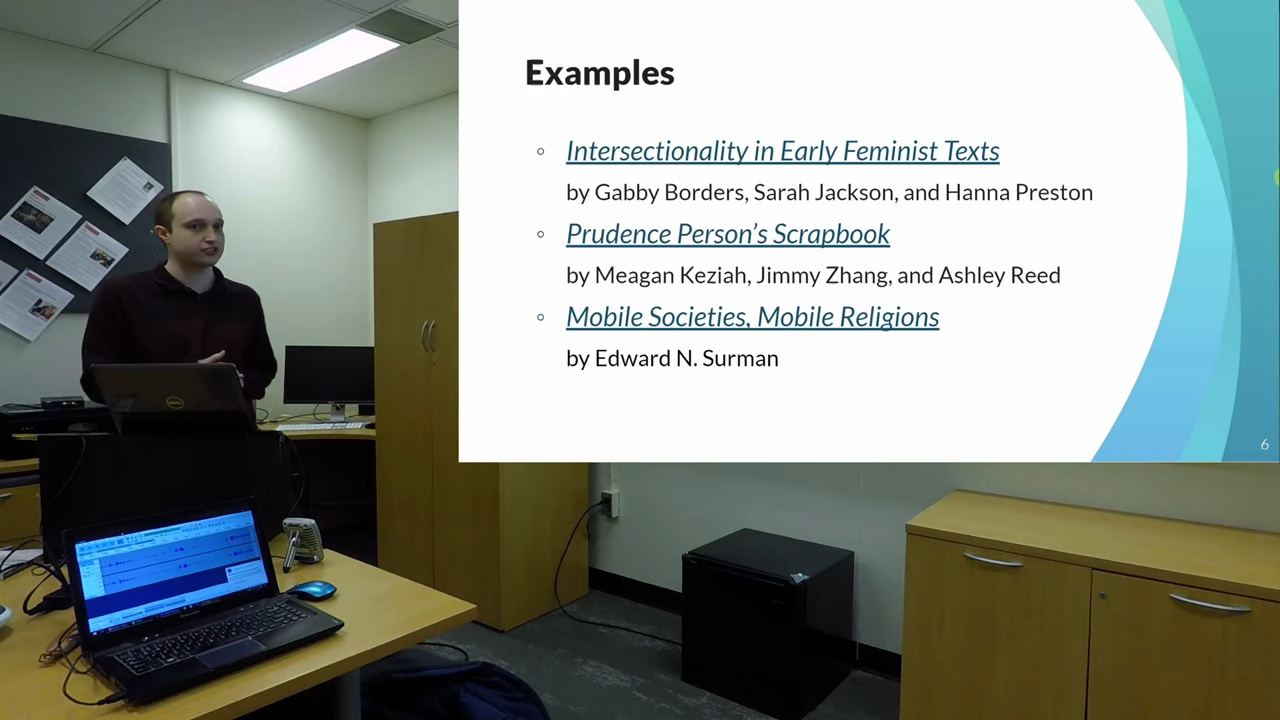 Examples
Intersectionality in Early Feminist Texts
by Gabby Borders, Sarah Jackson, and Hanna Preston
Prudence Person's Scrapbook
by Meagan Keziah, Jimmy Zhang, and Ashley Reed
Mobile Societies, Mobile Religions
by Edward N. Surman
6
DELL